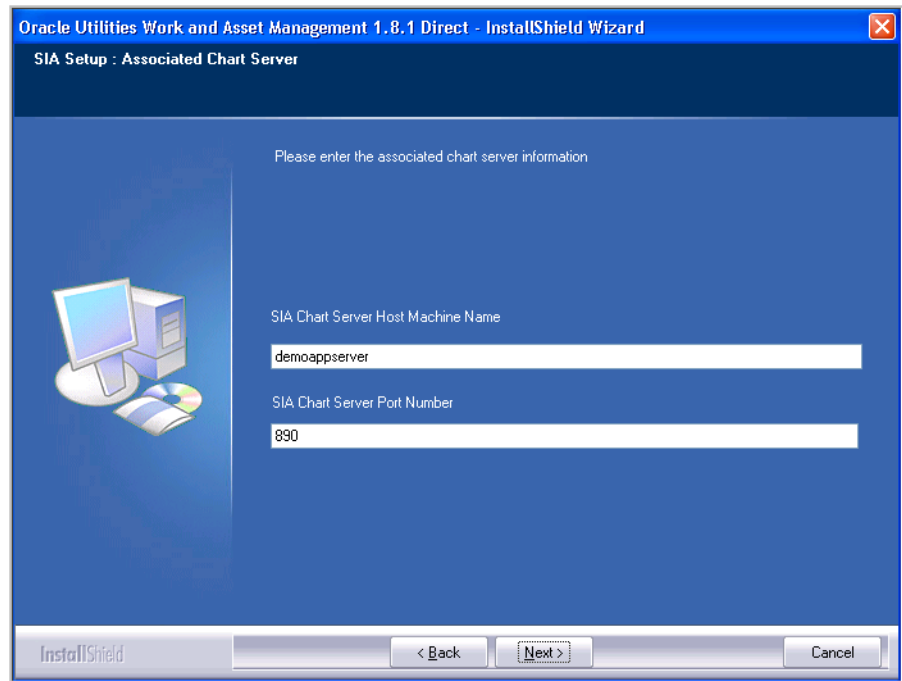 Oracle Utilities Work and Asset Management 1.8.1 Direct - InstallShield Wizard
SIA Setup : Associated Chart Server
Please enter the associated chart server information
SIA Chart Server Host Machine Name
demoappserver
SIA Chart Server Port Number
890
InstallShield
< Back
Next >
Cancel